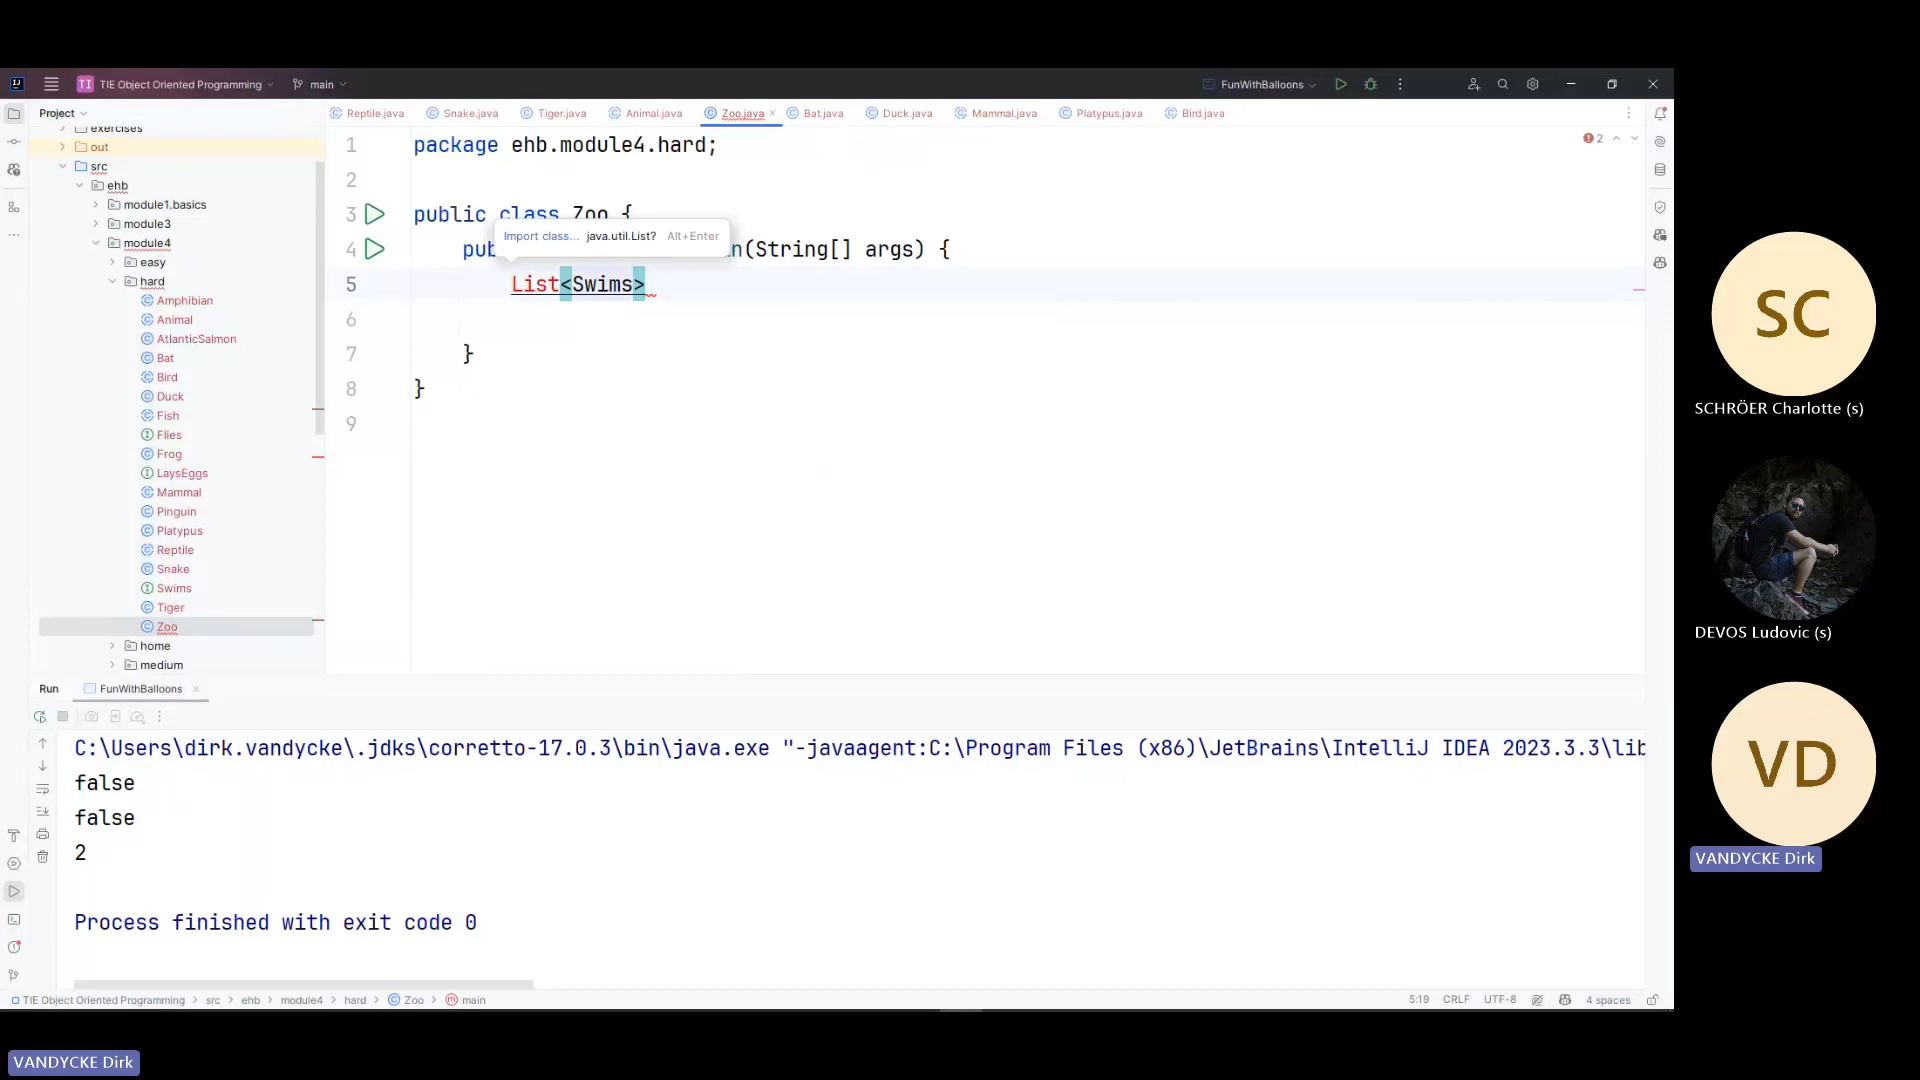 TI TIE Object Oriented Programming main FunWithBalloons
Project Reptile.java Snake.java Tiger.java Animal.java Zoo.java Bat.java Duck.java Mammal.java Platypus.java Bird.java
exercises
out
src
ehb
module1.basics
module3
module4
easy
hard
Amphibian
Animal
AtlanticSalmon
Bat
Bird
Duck
Fish
Flies
Frog
LaysEggs
Mammal
Pinguin
Platypus
Reptile
Snake
Swims
Tiger
Zoo
home
medium
1 package ehb.module4.hard;
2
3 public class Zoo {
Import class... java.util.List? Alt+Enter
4 pub n(String[] args) {
5 List<Swims>
6
7 }
8 }
9
2
Run FunWithBalloons
C:\Users\dirk.vandycke\.jdks\corretto-17.0.3\bin\java.exe "-javaagent:C:\Program Files (x86)\JetBrains\IntelliJ IDEA 2023.3.3\lib
false
false
2
Process finished with exit code 0
TIE Object Oriented Programming src ehb module4 hard Zoo main 5:19 CRLF UTF-8 4 spaces
SC
SCHRÖER Charlotte (s)
DEVOS Ludovic (s)
VD
VANDYCKE Dirk
VANDYCKE Dirk